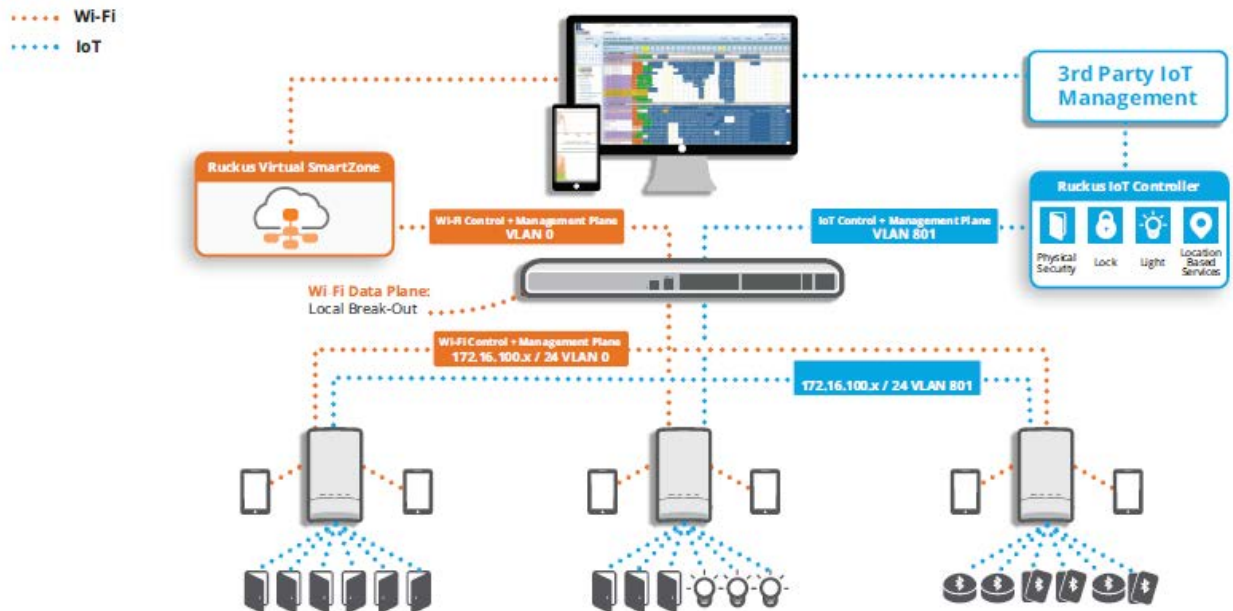 Wi-Fi
IoT
3rd Party IoT
Management
Ruckus Virtual SmartZone
Ruckus IoT Controller
Physical
Security
Lock
Light
Location
Based
Services
Wi-Fi Control + Management Plane
VLAN 0
IoT Control + Management Plane
VLAN 801
Wi-Fi Data Plane:
Local Break-Out
Wi-Fi Control + Management Plane
172.16.100.x / 24 VLAN 0
172.16.100.x / 24 VLAN 801